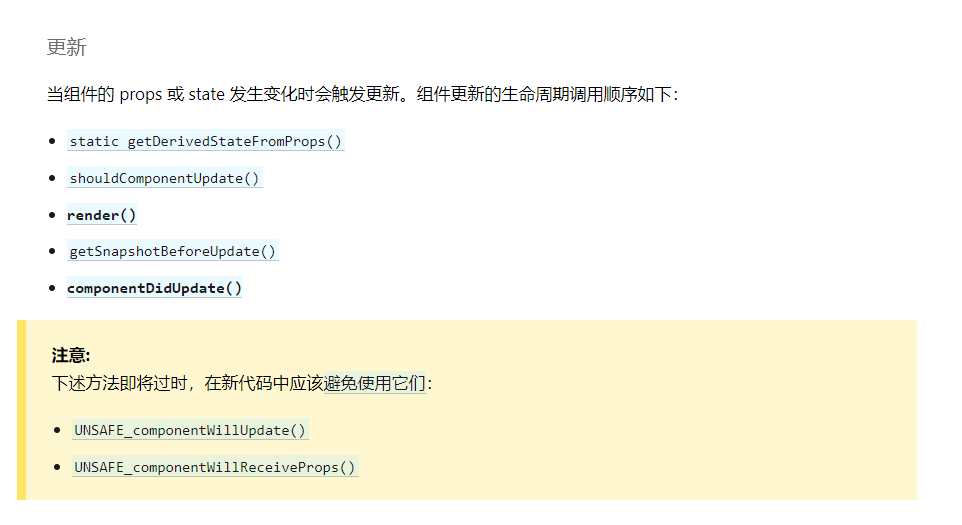 更新
当组件的 props 或 state 发生变化时会触发更新。组件更新的生命周期调用顺序如下：
static getDerivedStateFromProps()
shouldComponentUpdate()
render()
getSnapshotBeforeUpdate()
componentDidUpdate()
注意:
下述方法即将过时，在新代码中应该避免使用它们：
UNSAFE_componentWillUpdate()
UNSAFE_componentWillReceiveProps()